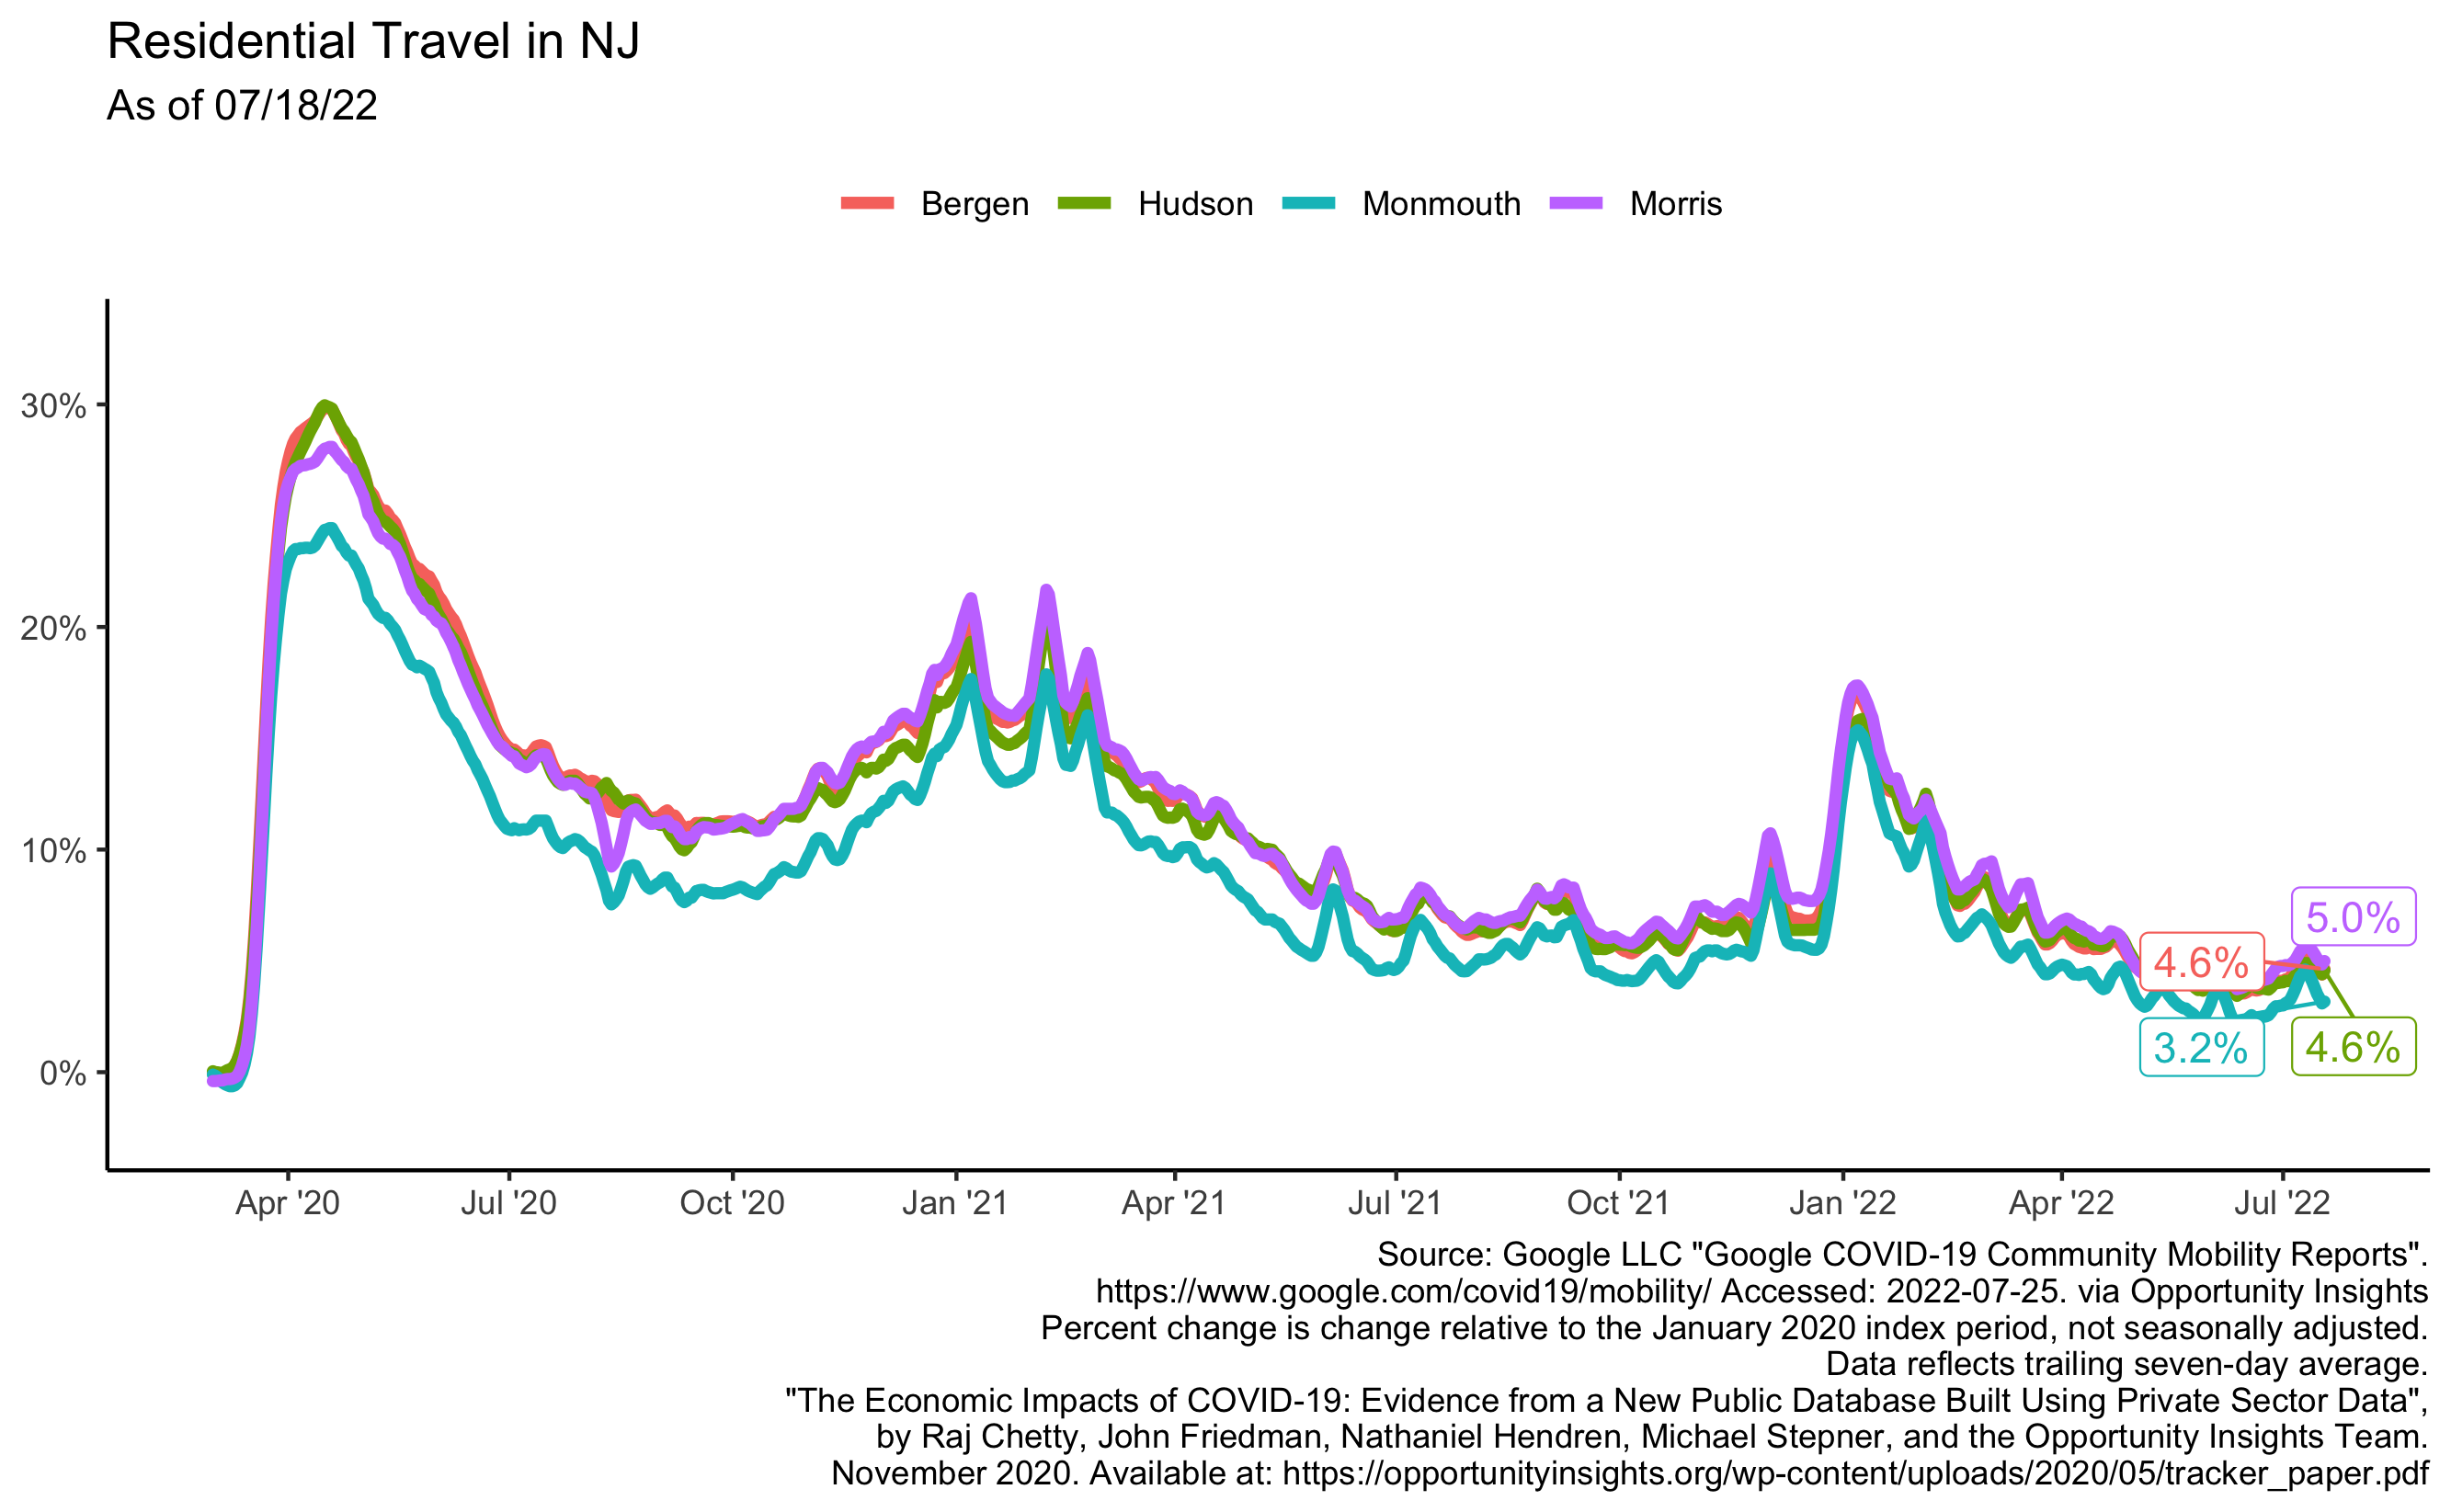 Residential Travel in NJ
As of 07/18/22
Bergen Hudson Monmouth Morris
30%
20%
10%
0%
5.0%
4.6%
3.2%
4.6%
Apr '20 Jul '20 Oct '20 Jan '21 Apr '21 Jul '21 Oct '21 Jan '22 Apr '22 Jul '22
Source: Google LLC "Google COVID-19 Community Mobility Reports".
https://www.google.com/covid19/mobility/ Accessed: 2022-07-25. via Opportunity Insights
Percent change is change relative to the January 2020 index period, not seasonally adjusted.
Data reflects trailing seven-day average.
"The Economic Impacts of COVID-19: Evidence from a New Public Database Built Using Private Sector Data",
by Raj Chetty, John Friedman, Nathaniel Hendren, Michael Stepner, and the Opportunity Insights Team.
November 2020. Available at: https://opportunityinsights.org/wp-content/uploads/2020/05/tracker_paper.pdf